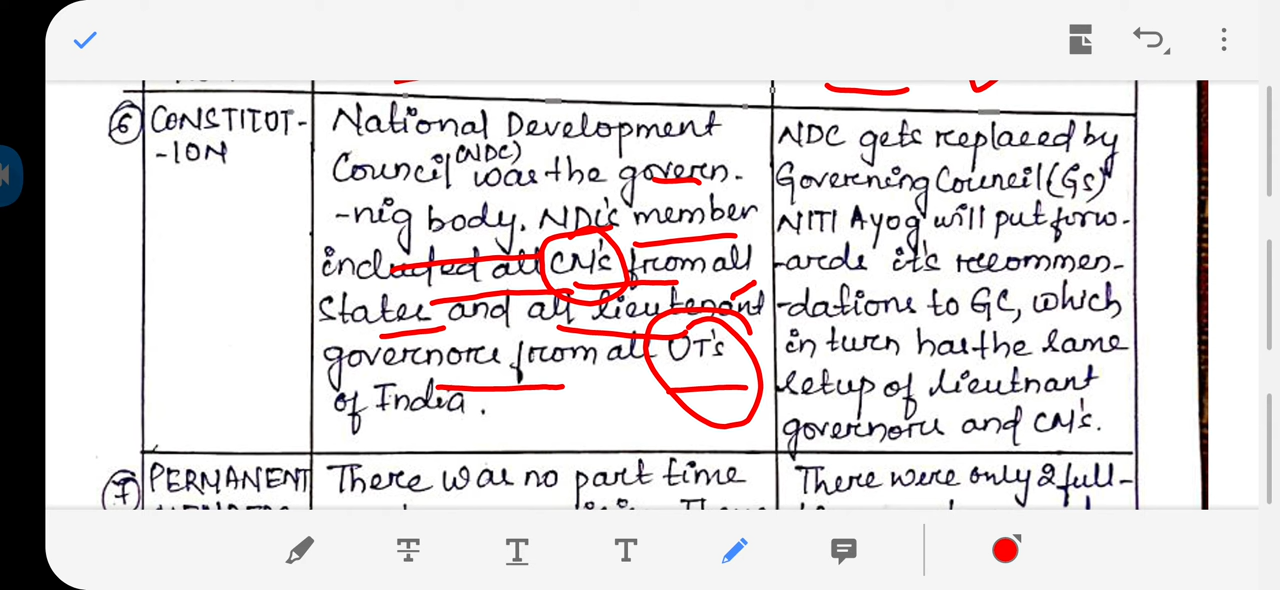 ⑥ CONSTITUT-
-ION
National Development
Council (NDC) was the govern-
-nig body. NDC's member
included all CM's from all
States and all lieutenant
governors from all UT's
of India.
NDC gets replaced by
Governing Council (GS)
NITI Ayog will put forw-
-ards it's recommen-
-dations to GC, which
in turn has the same
setup of lieutnant
governors and CM's.
⑦ PERMANENT
There was no part time
There were only 2 full-